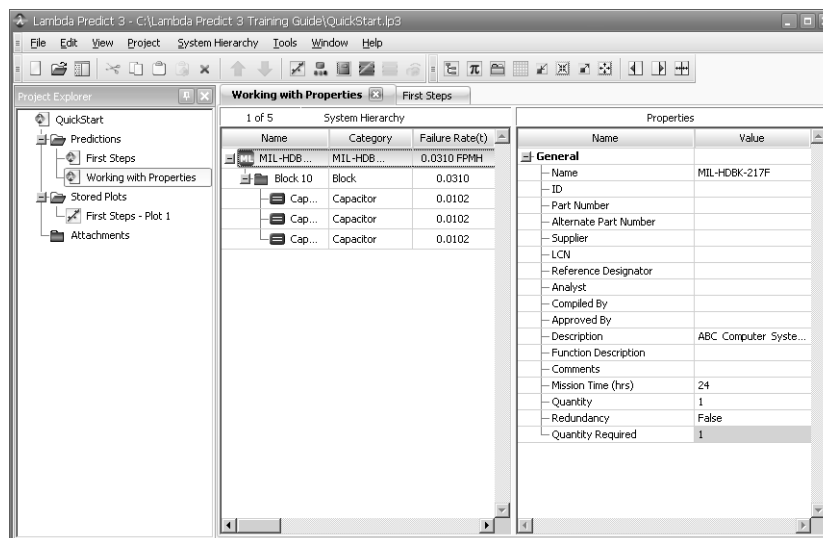 Lambda Predict 3 - C:\Lambda Predict 3 Training Guide\QuickStart.lp3
File Edit View Project System Hierarchy Tools Window Help
Project Explorer
QuickStart
Predictions
First Steps
Working with Properties
Stored Plots
First Steps - Plot 1
Attachments
Working with Properties First Steps
1 of 5 System Hierarchy
Name Category Failure Rate(t)
MIL-HDB... MIL-HDB... 0.0310 FPMH
Block 10 Block 0.0310
Cap... Capacitor 0.0102
Cap... Capacitor 0.0102
Cap... Capacitor 0.0102
Properties
Name Value
General
Name MIL-HDBK-217F
ID
Part Number
Alternate Part Number
Supplier
LCN
Reference Designator
Analyst
Compiled By
Approved By
Description ABC Computer Syste...
Function Description
Comments
Mission Time (hrs) 24
Quantity 1
Redundancy False
Quantity Required 1